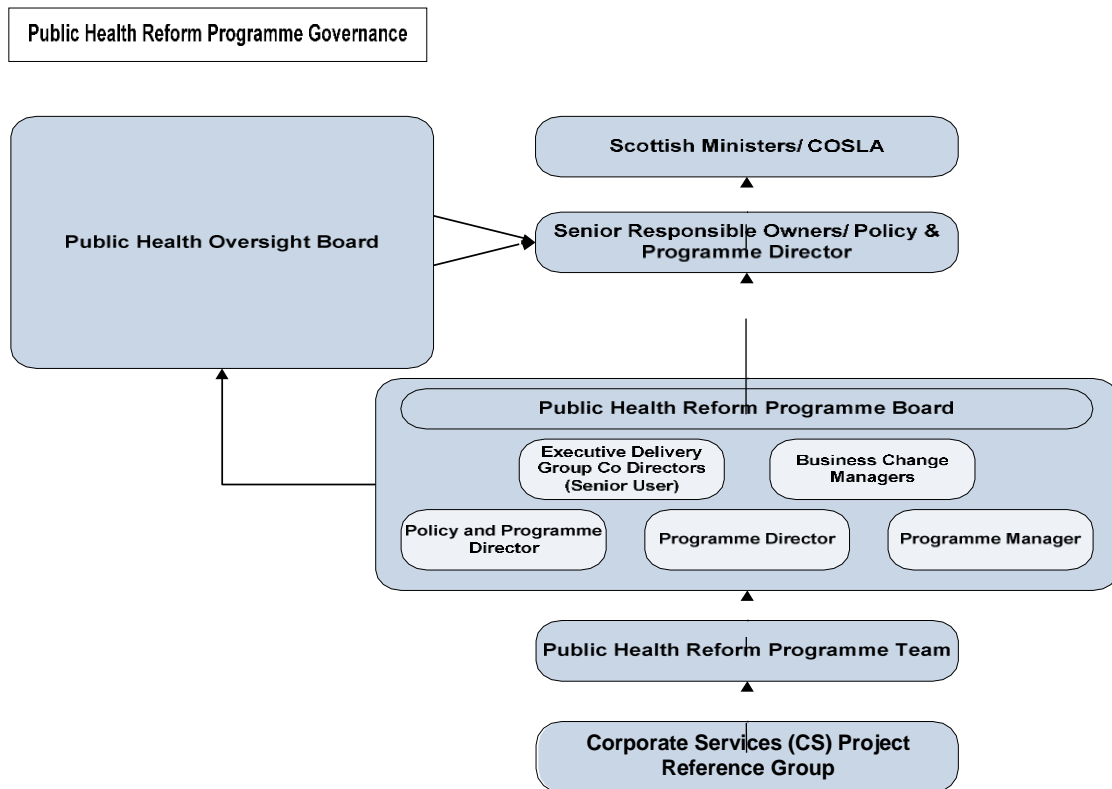 Public Health Reform Programme Governance
Scottish Ministers/ COSLA
Public Health Oversight Board
Senior Responsible Owners/ Policy &
Programme Director
Public Health Reform Programme Board
Executive Delivery
Group Co Directors
(Senior User)
Business Change
Managers
Policy and Programme
Director
Programme Director
Programme Manager
Public Health Reform Programme Team
Corporate Services (CS) Project
Reference Group